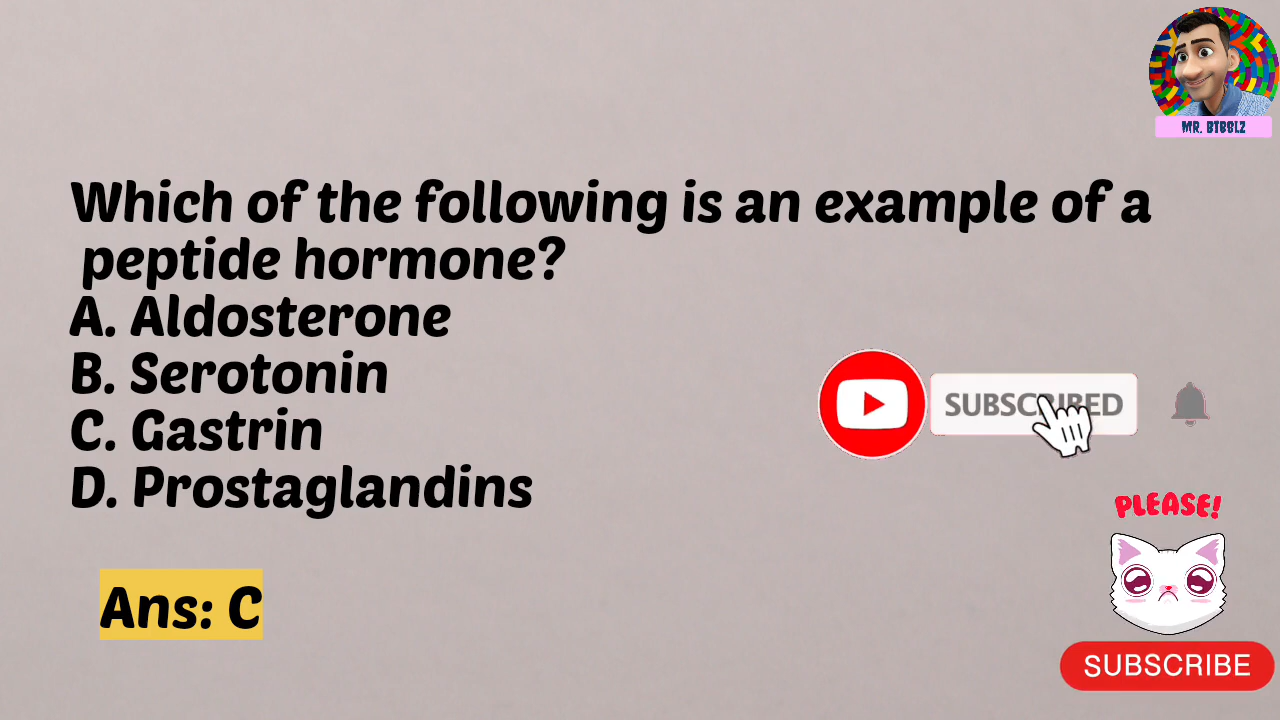 MR. BIBBLZ
Which of the following is an example of a
peptide hormone?
A. Aldosterone
B. Serotonin
C. Gastrin
D. Prostaglandins
SUBSCRIBED
PLEASE!
Ans: C
SUBSCRIBE